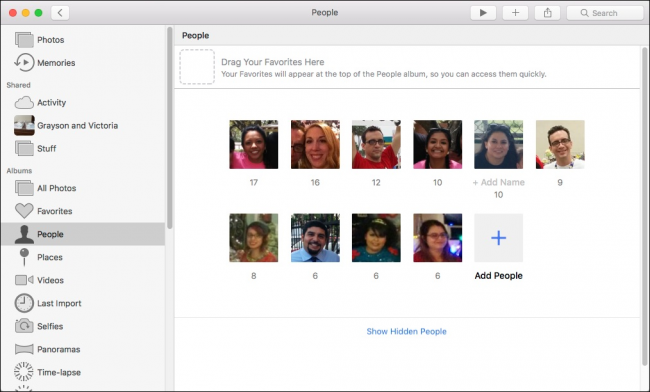 People
Search
Photos
Memories
Shared
Activity
Grayson and Victoria
Stuff
Albums
All Photos
Favorites
People
Places
Videos
Last Import
Selfies
Panoramas
Time-lapse
People
Drag Your Favorites Here
Your Favorites will appear at the top of the People album, so you can access them quickly.
17 16 12 10 + Add Name 9
10
8 6 6 6 Add People
Show Hidden People